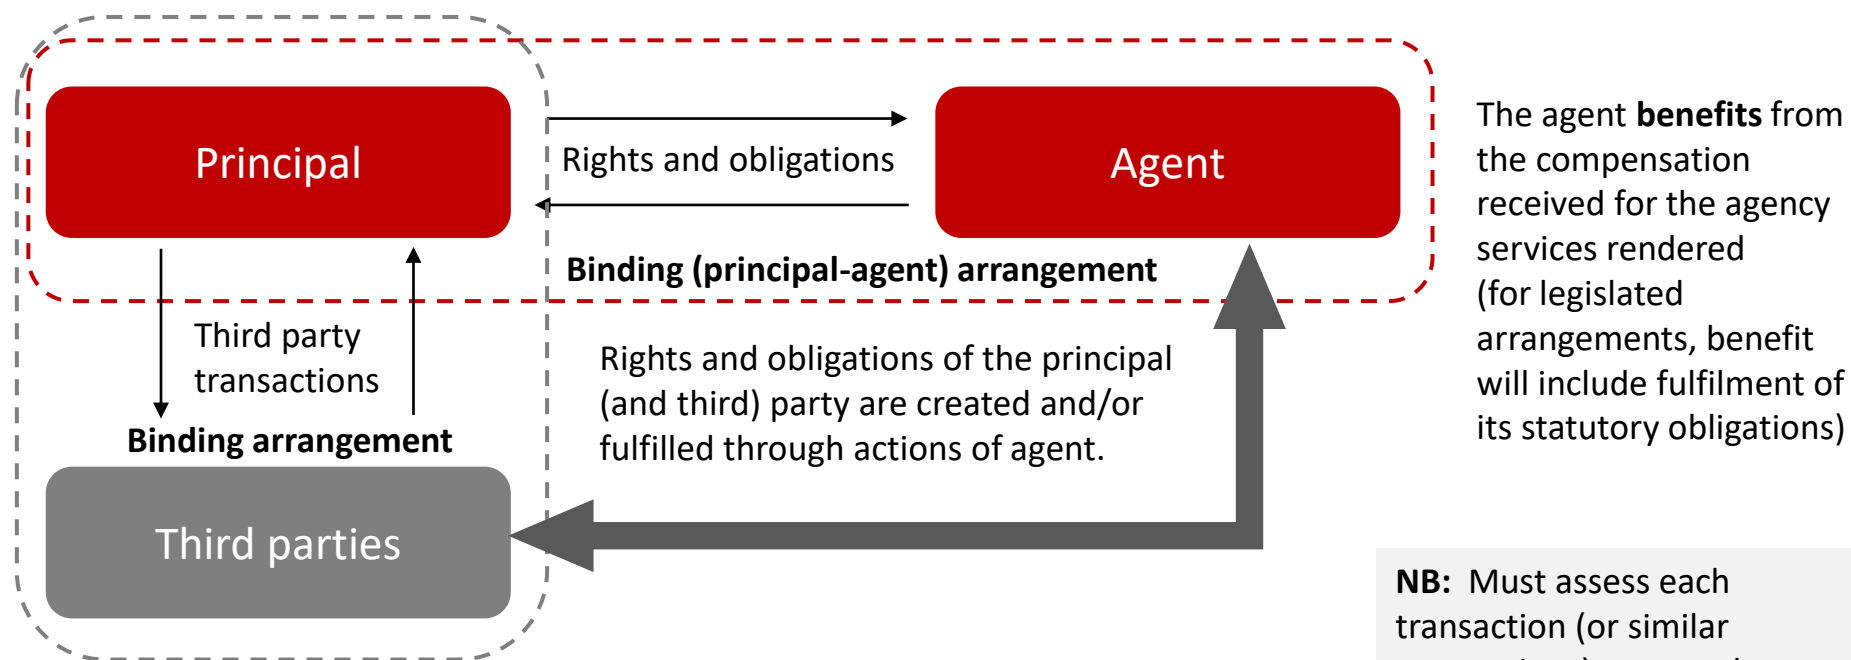 Principal
Rights and obligations
Agent
Binding (principal-agent) arrangement
The agent benefits from
the compensation
received for the agency
services rendered
(for legislated
arrangements, benefit
will include fulfilment of
its statutory obligations)
Third party
transactions
Binding arrangement
Rights and obligations of the principal
(and third) party are created and/or
fulfilled through actions of agent.
Third parties
NB: Must assess each
transaction (or similar